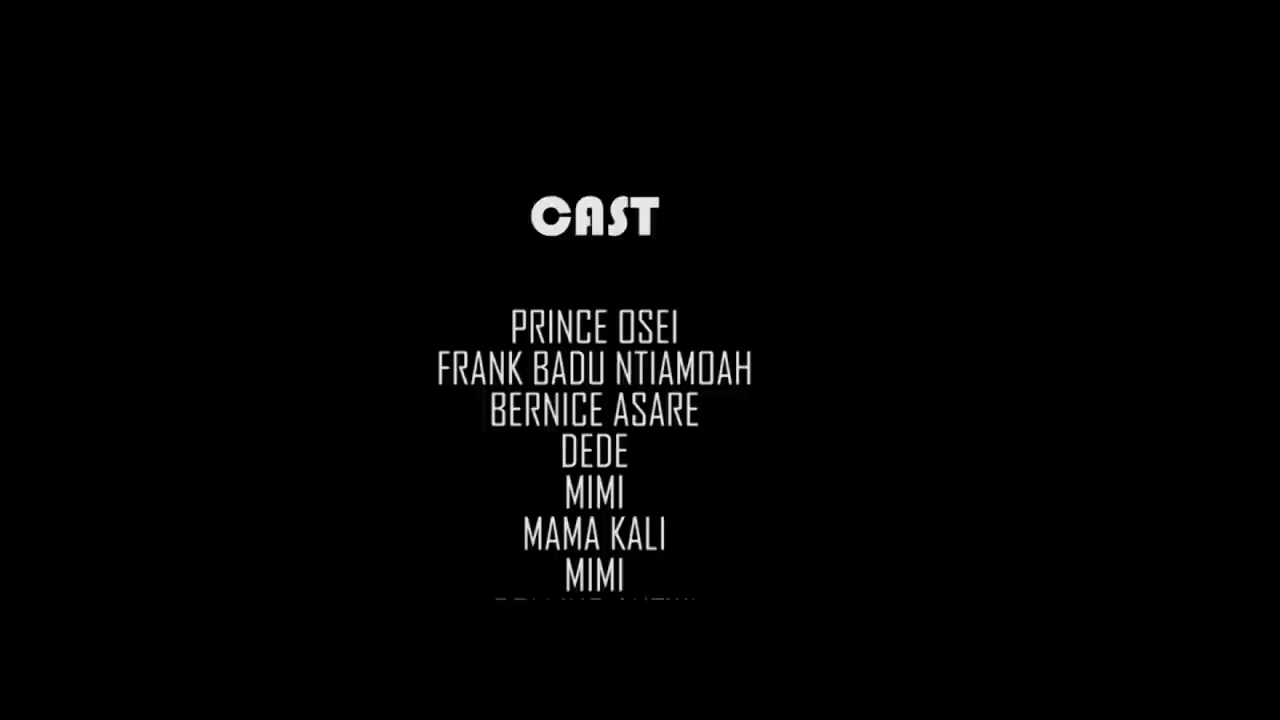 CAST
PRINCE OSEI
FRANK BADU NTIAMOAH
BERNICE ASARE
DEDE
MIMI
MAMA KALI
MIMI